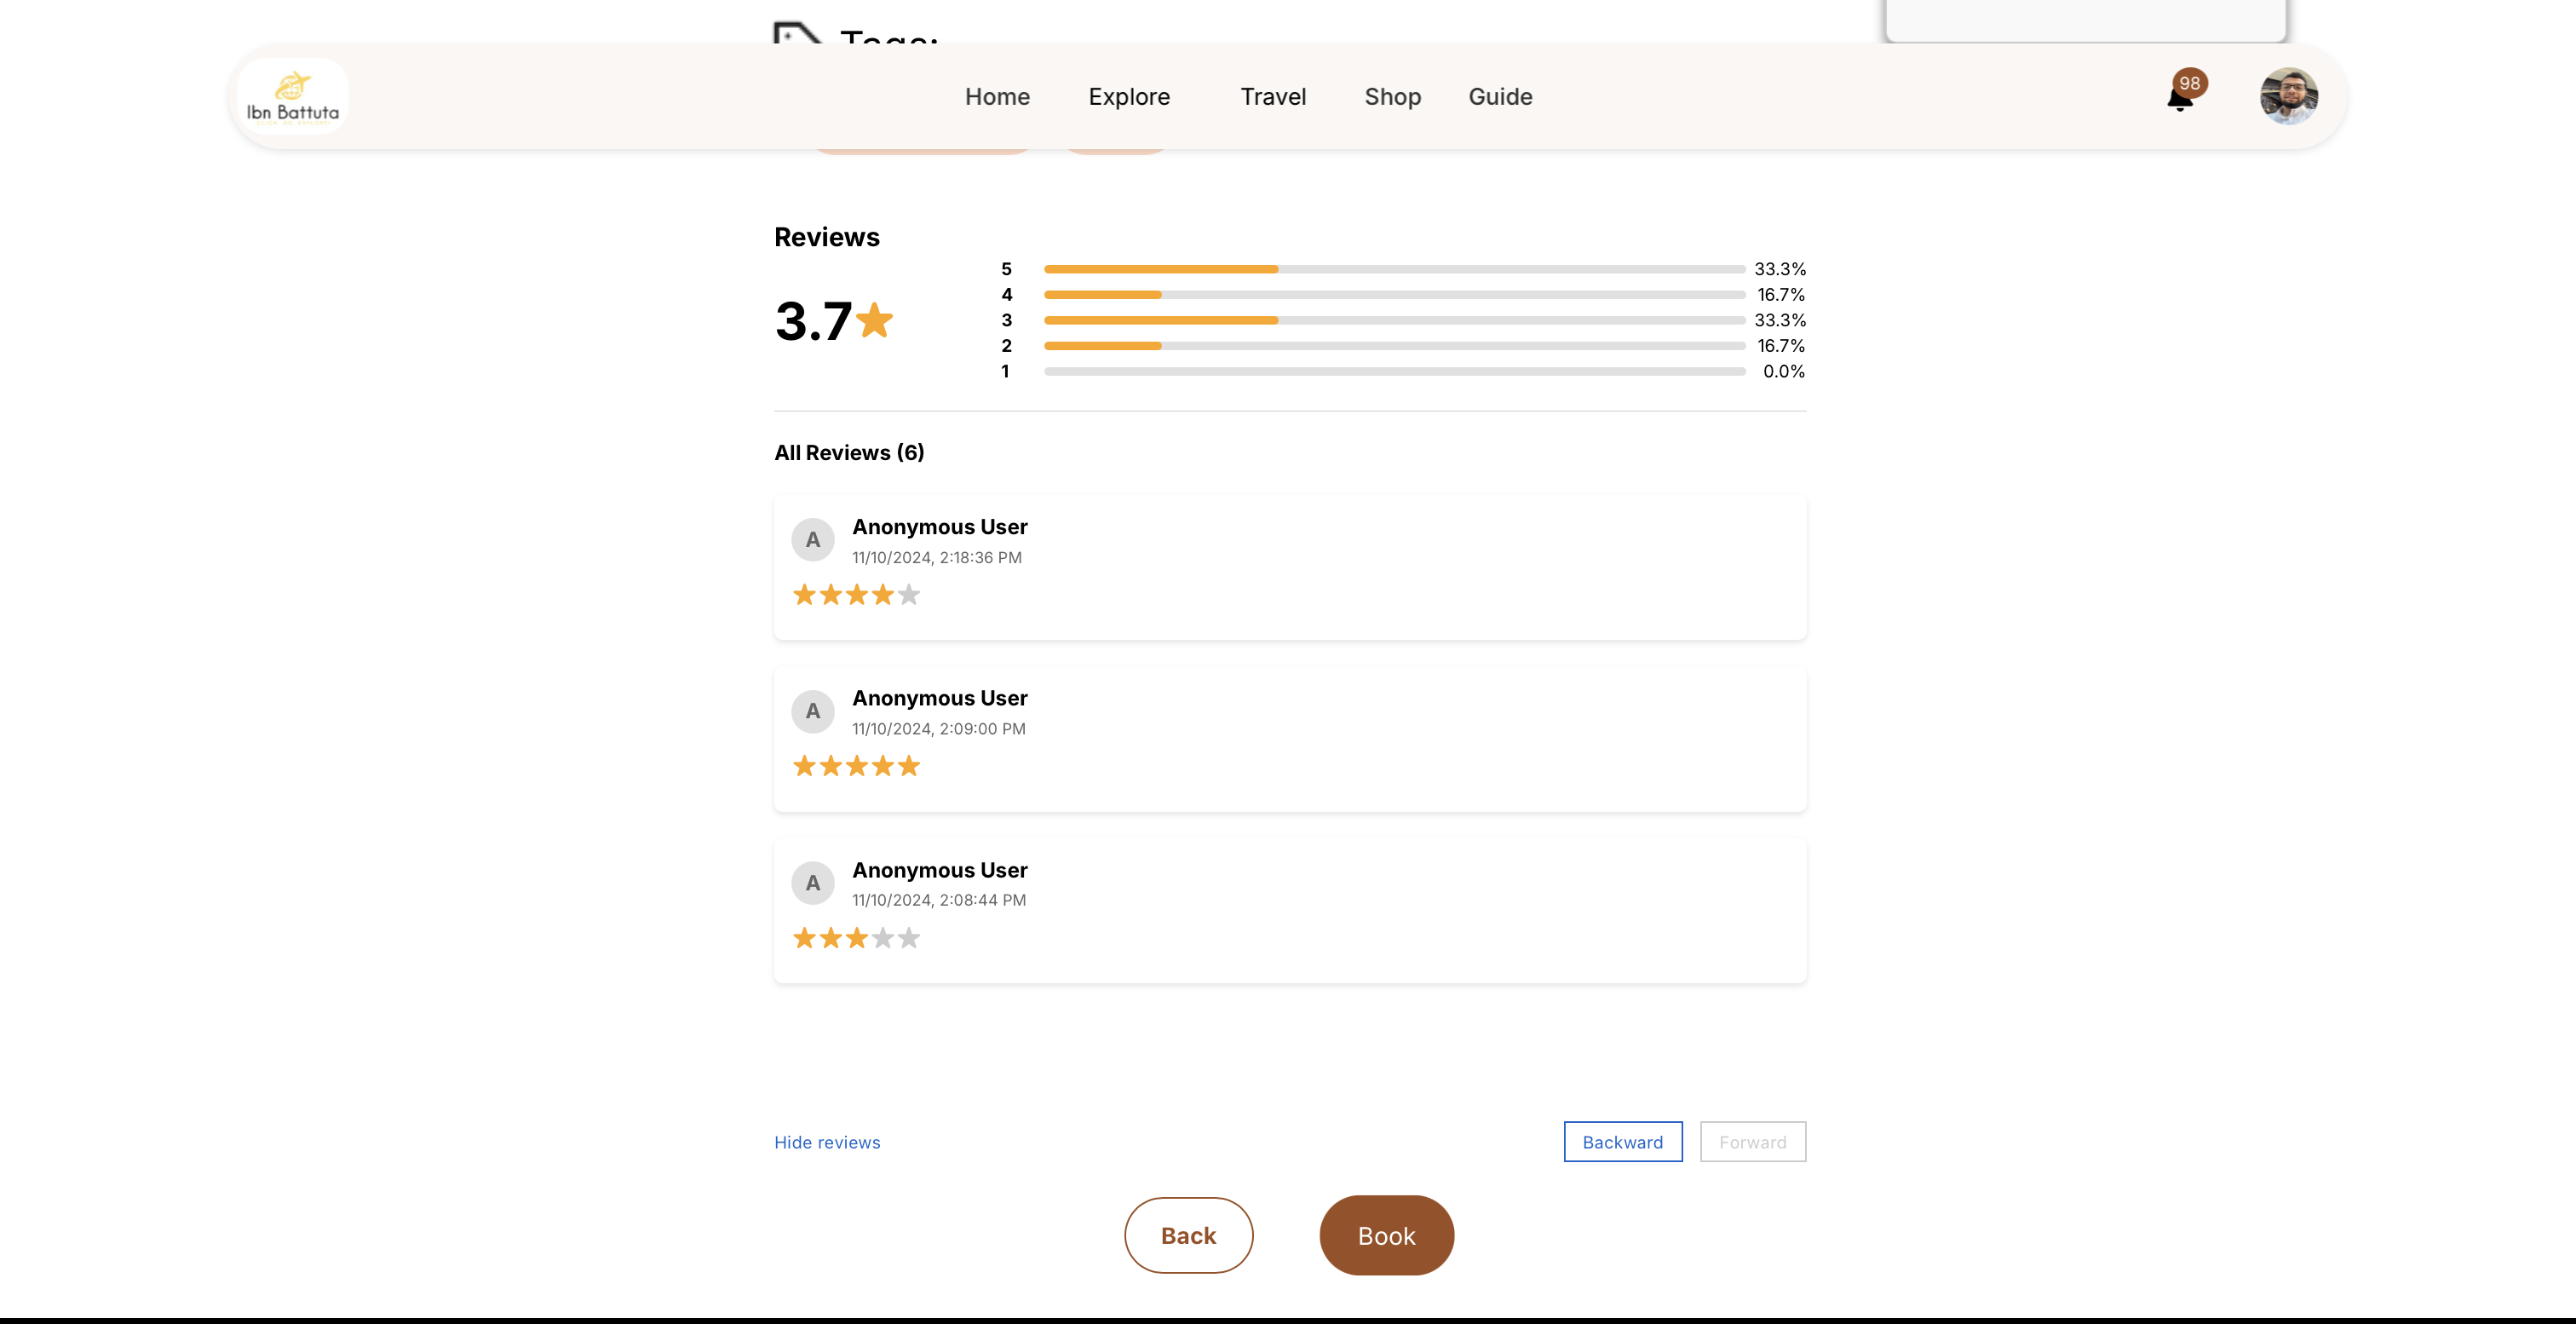 Tags:
Ibn Battuta
Home Explore Travel Shop Guide
98
Reviews
3.7
5 33.3%
4 16.7%
3 33.3%
2 16.7%
1 0.0%
All Reviews (6)
A
Anonymous User
11/10/2024, 2:18:36 PM
A
Anonymous User
11/10/2024, 2:09:00 PM
A
Anonymous User
11/10/2024, 2:08:44 PM
Hide reviews
Backward Forward
Back Book